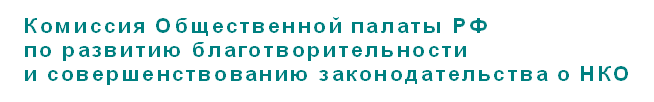 Комиссия Общественной палаты РФ
по развитию благотворительности
и совершенствованию законодательства о НКО